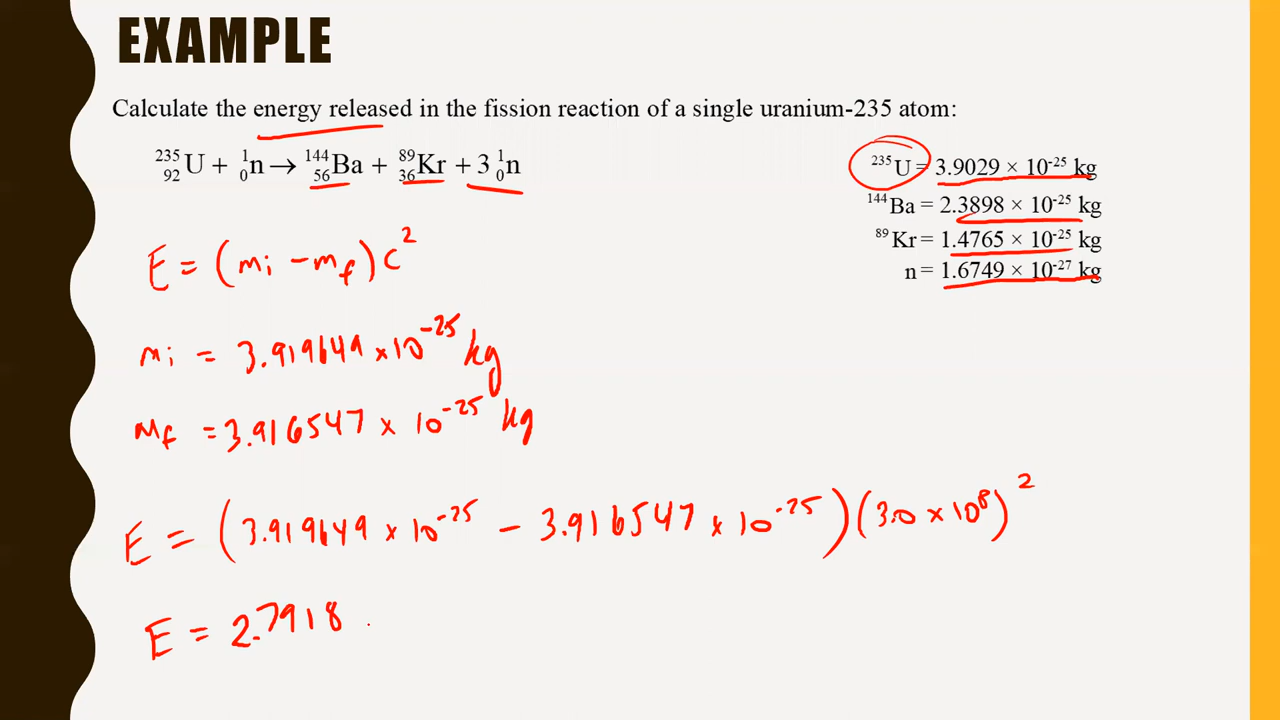 EXAMPLE
Calculate the energy released in the fission reaction of a single uranium-235 atom:
²³⁵₉₂U + ¹₀n → ¹⁴⁴₅₆Ba + ⁸⁹₃₆Kr + 3 ¹₀n
²³⁵U = 3.9029 × 10⁻²⁵ kg
¹⁴⁴Ba = 2.3898 × 10⁻²⁵ kg
⁸⁹Kr = 1.4765 × 10⁻²⁵ kg
n = 1.6749 × 10⁻²⁷ kg
E = (mi − mf) c²
mi = 3.919649 × 10⁻²⁵ kg
mf = 3.916547 × 10⁻²⁵ kg
E = (3.919649 × 10⁻²⁵ − 3.916547 × 10⁻²⁵)(3.0 × 10⁸)²
E = 2.7918